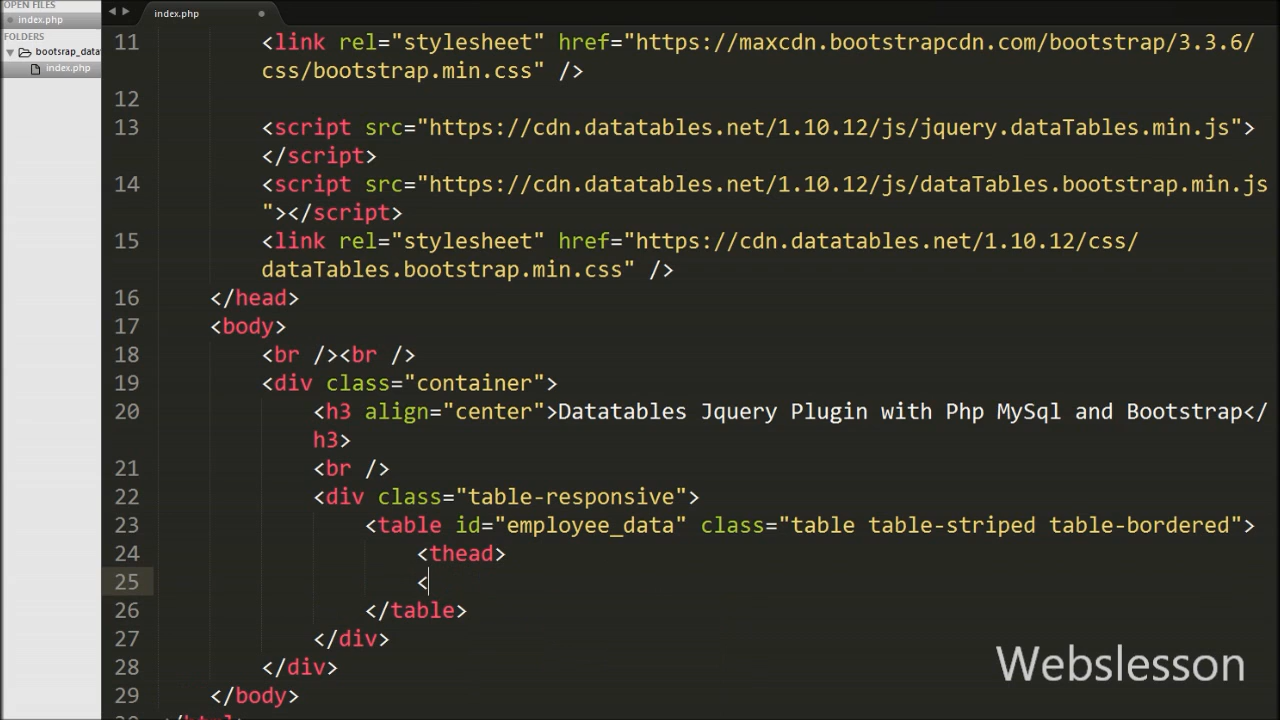 OPEN FILES
index.php
FOLDERS
bootsrap_data
index.php
index.php
11 <link rel="stylesheet" href="https://maxcdn.bootstrapcdn.com/bootstrap/3.3.6/
css/bootstrap.min.css" />
12
13 <script src="https://cdn.datatables.net/1.10.12/js/jquery.dataTables.min.js">
</script>
14 <script src="https://cdn.datatables.net/1.10.12/js/dataTables.bootstrap.min.js
"></script>
15 <link rel="stylesheet" href="https://cdn.datatables.net/1.10.12/css/
dataTables.bootstrap.min.css" />
16 </head>
17 <body>
18 <br /><br />
19 <div class="container">
20 <h3 align="center">Datatables Jquery Plugin with Php MySql and Bootstrap</
h3>
21 <br />
22 <div class="table-responsive">
23 <table id="employee_data" class="table table-striped table-bordered">
24 <thead>
25 <
26 </table>
27 </div>
28 </div>
29 </body>
30 </html>
Webslesson